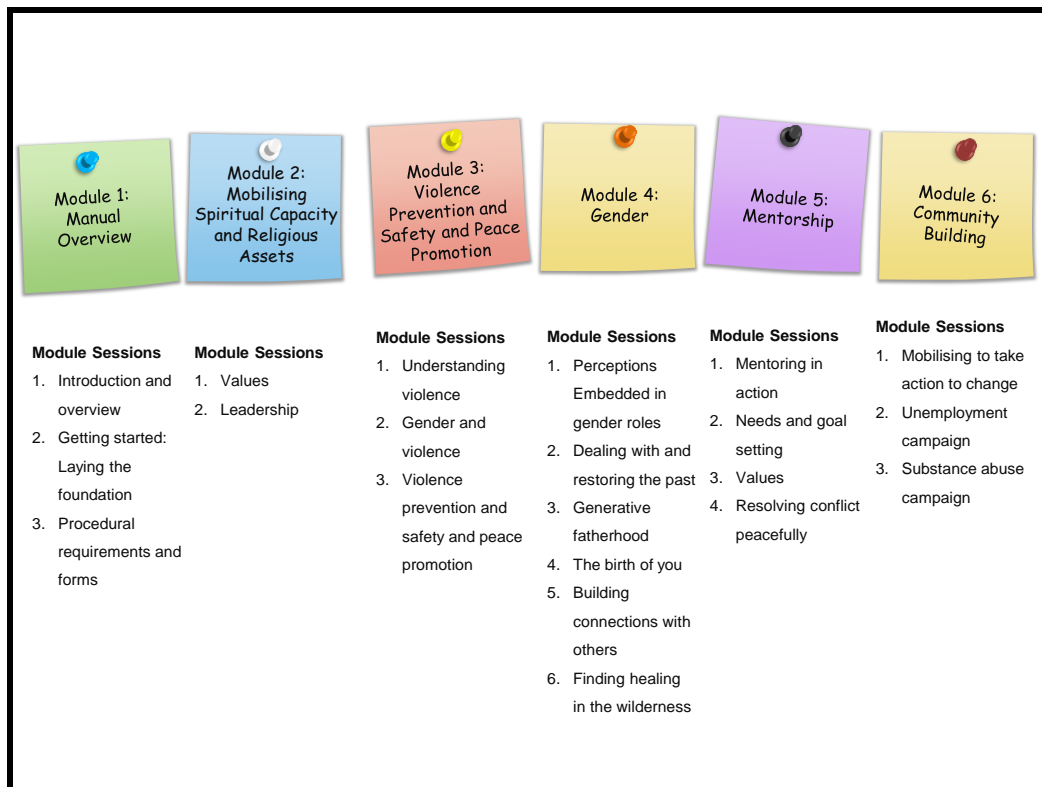 Module 1:
Manual
Overview
Module 2:
Mobilising
Spiritual Capacity
and Religious
Assets
Module 3:
Violence
Prevention and
Safety and Peace
Promotion
Module 4:
Gender
Module 5:
Mentorship
Module 6:
Community
Building
Module Sessions
1. Introduction and
overview
2. Getting started:
Laying the
foundation
3. Procedural
requirements and
forms
Module Sessions
1. Values
2. Leadership
Module Sessions
1. Understanding
violence
2. Gender and
violence
3. Violence
prevention and
safety and peace
promotion
Module Sessions
1. Perceptions
Embedded in
gender roles
2. Dealing with and
restoring the past
3. Generative
fatherhood
4. The birth of you
5. Building
connections with
others
6. Finding healing
in the wilderness
Module Sessions
1. Mentoring in
action
2. Needs and goal
setting
3. Values
4. Resolving conflict
peacefully
Module Sessions
1. Mobilising to take
action to change
2. Unemployment
campaign
3. Substance abuse
campaign